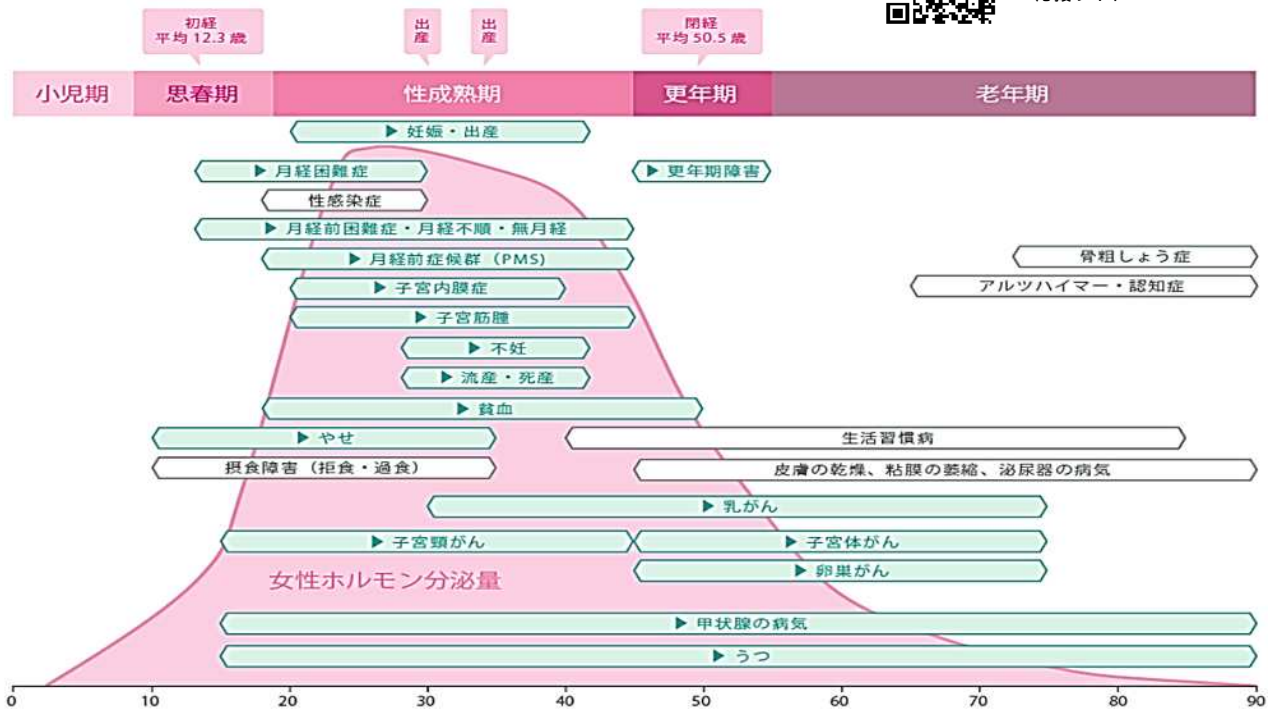 初経
平均 12.3 歳
出産
出産
閉経
平均 50.5 歳
小児期
思春期
性成熟期
更年期
老年期
▶ 妊娠・出産
▶ 月経困難症
▶ 更年期障害
性感染症
▶ 月経前困難症・月経不順・無月経
▶ 月経前症候群（PMS）
骨粗しょう症
▶ 子宮内膜症
アルツハイマー・認知症
▶ 子宮筋腫
▶ 不妊
▶ 流産・死産
▶ 貧血
▶ やせ
生活習慣病
摂食障害（拒食・過食）
皮膚の乾燥、粘膜の萎縮、泌尿器の病気
▶ 乳がん
▶ 子宮頸がん
▶ 子宮体がん
▶ 卵巣がん
女性ホルモン分泌量
▶ 甲状腺の病気
▶ うつ
0 10 20 30 40 50 60 70 80 90